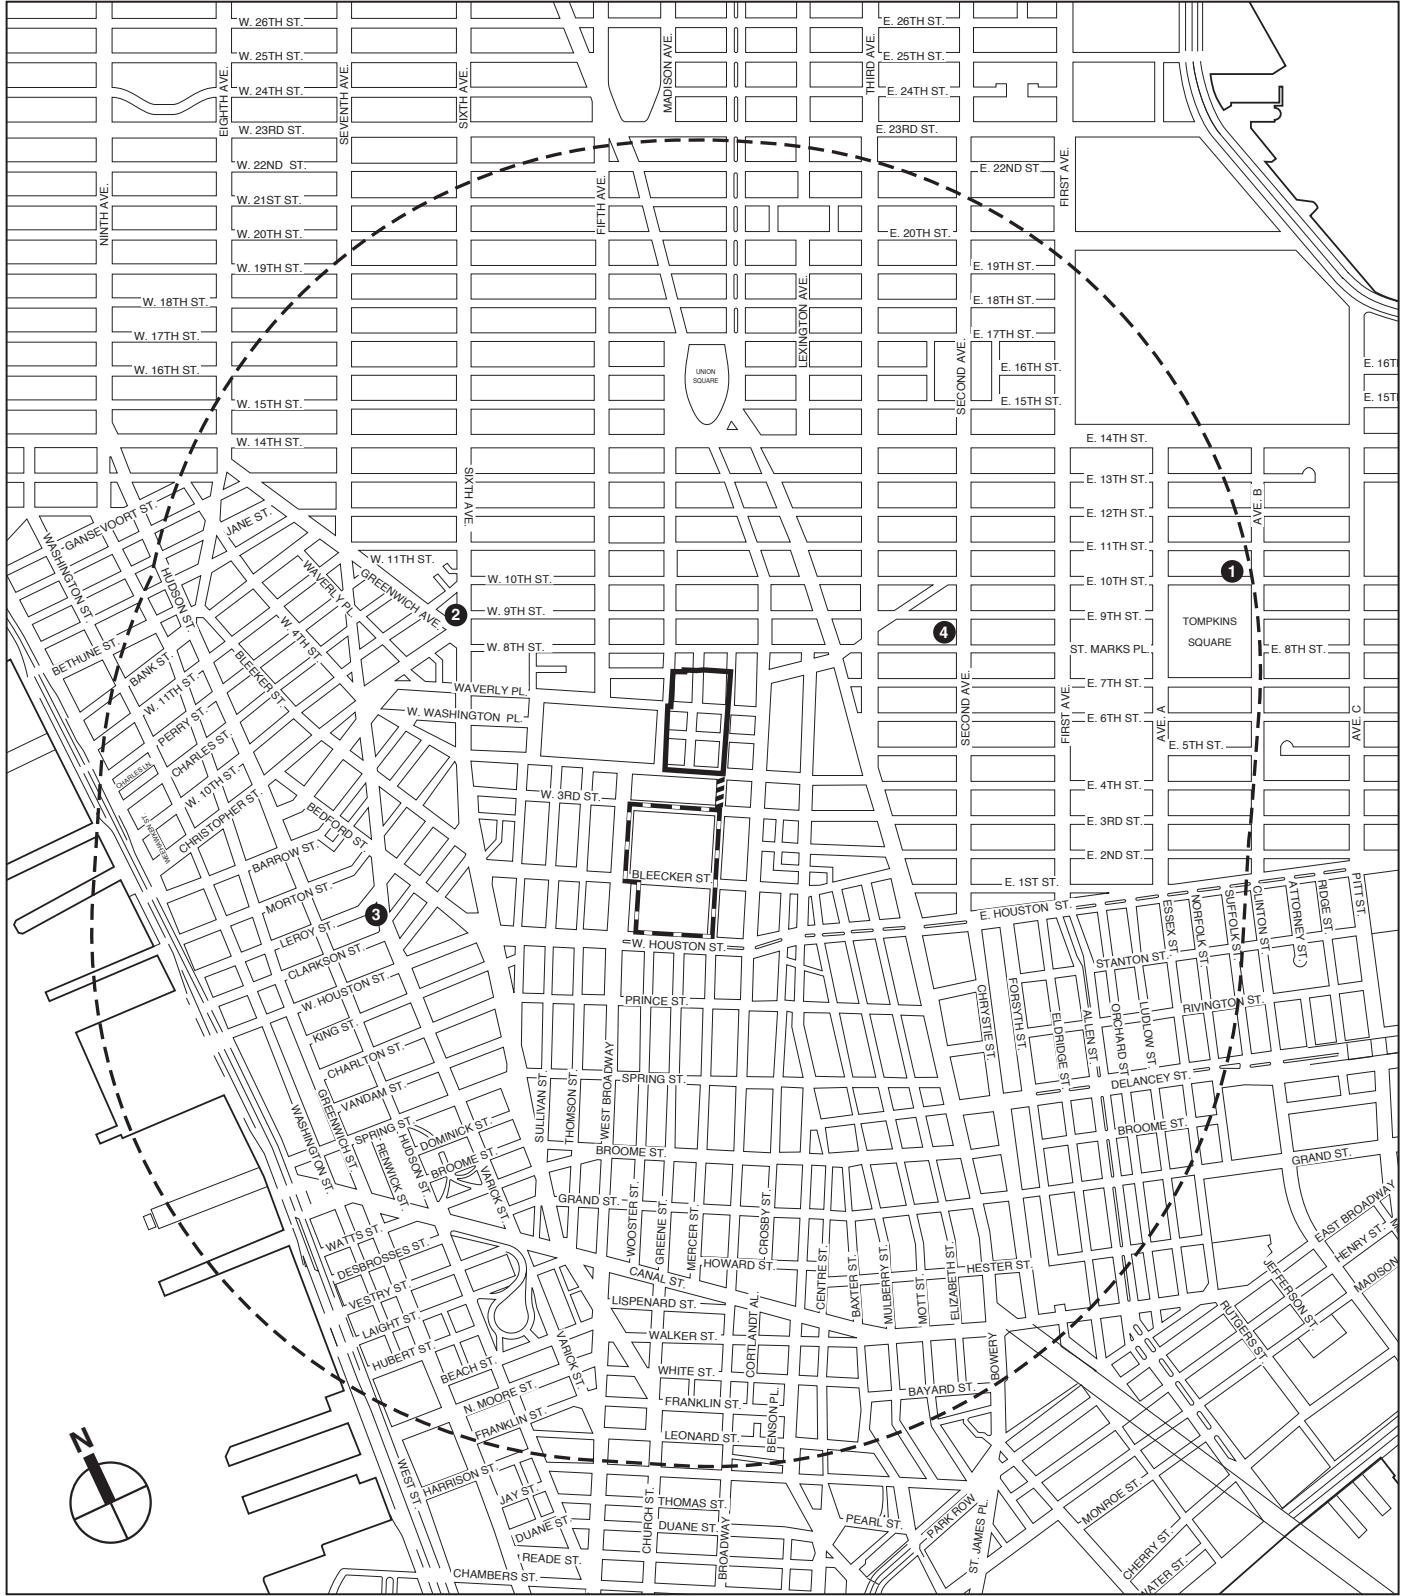 W. 26TH ST.
E. 26TH ST.
W. 25TH ST.
E. 25TH ST.
W. 24TH ST.
E. 24TH ST.
EIGHTH AVE.
SEVENTH AVE.
SIXTH AVE.
MADISON AVE.
THIRD AVE.
W. 23RD ST.
E. 23RD ST.
W. 22ND ST.
E. 22ND ST.
NINTH AVE.
FIFTH AVE.
FIRST AVE.
W. 21ST ST.
W. 20TH ST.
E. 20TH ST.
W. 19TH ST.
E. 19TH ST.
W. 18TH ST.
E. 18TH ST.
LEXINGTON AVE.
W. 17TH ST.
E. 17TH ST.
W. 16TH ST.
E. 16TH ST.
E. 16T
UNION
SQUARE
SECOND AVE.
W. 15TH ST.
E. 15TH ST.
E. 15T
W. 14TH ST.
E. 14TH ST.
SIXTH AVE.
E. 13TH ST.
AVE. B
GANSEVOORT ST.
JANE ST.
E. 12TH ST.
WASHINGTON ST.
HUDSON ST.
WAVERLY PL.
W. 11TH ST.
E. 11TH ST.
GREENWICH AVE.
W. 10TH ST.
E. 10TH ST.
1
2
W. 9TH ST.
E. 9TH ST.
4
TOMPKINS
SQUARE
W. 4TH ST.
BETHUNE ST.
W. 8TH ST.
ST. MARKS PL.
E. 8TH ST.
BANK ST.
BLEEKER ST.
W. 11TH ST.
WAVERLY PL.
E. 7TH ST.
PERRY ST.
W. WASHINGTON PL.
SECOND AVE.
FIRST AVE.
E. 6TH ST.
AVE. A
AVE. C
CHARLES ST.
E. 5TH ST.
CHARLES LN.
W. 10TH ST.
E. 4TH ST.
W. 3RD ST.
CHRISTOPHER ST.
WEEHAWKEN ST.
BEDFORD ST.
E. 3RD ST.
BARROW ST.
E. 2ND ST.
BLEECKER ST.
E. 1ST ST.
MORTON ST.
3
E. HOUSTON ST.
LEROY ST.
W. HOUSTON ST.
ESSEX ST.
NORFOLK ST.
SUFFOLK ST.
CLINTON ST.
ATTORNEY ST.
RIDGE ST.
PITT ST.
CLARKSON ST.
STANTON ST.
W. HOUSTON ST.
PRINCE ST.
RIVINGTON ST.
KING ST.
CHRYSTIE ST.
FORSYTH ST.
ELDRIDGE ST.
ALLEN ST.
ORCHARD ST.
LUDLOW ST.
CHARLTON ST.
SPRING ST.
DELANCEY ST.
VANDAM ST.
SULLIVAN ST.
THOMSON ST.
WEST BROADWAY
WASHINGTON ST.
GREENWICH ST.
SPRING ST.
DOMINICK ST.
BROOME ST.
BROOME ST.
BROOME ST.
RENWICK ST.
HUDSON ST.
VARICK ST.
GRAND ST.
GRAND ST.
WOOSTER ST.
GREENE ST.
MERCER ST.
CROSBY ST.
EAST BROADWAY
WATTS ST.
HENRY ST.
M
DESBROSSES ST.
HOWARD ST.
CENTRE ST.
BAXTER ST.
MULBERRY ST.
MOTT ST.
ELIZABETH ST.
HESTER ST.
MADISON
CANAL ST.
JEFFERSON ST.
VESTRY ST.
LISPENARD ST.
CORTLANDT AL.
RUTGERS ST.
LAIGHT ST.
WALKER ST.
HUBERT ST.
VARICK ST.
BOWERY
BEACH ST.
WHITE ST.
N. MOORE ST.
BAYARD ST.
FRANKLIN ST.
FRANKLIN ST.
BENSON PL.
LEONARD ST.
N
WEST ST.
HARRISON ST.
JAY ST.
THOMAS ST.
MONROE ST.
CHURCH ST.
DUANE ST.
DUANE ST.
BROADWAY
PEARL ST.
PARK ROW
ST. JAMES PL.
READE ST.
CHERRY ST.
CHAMBERS ST.
WATER ST.